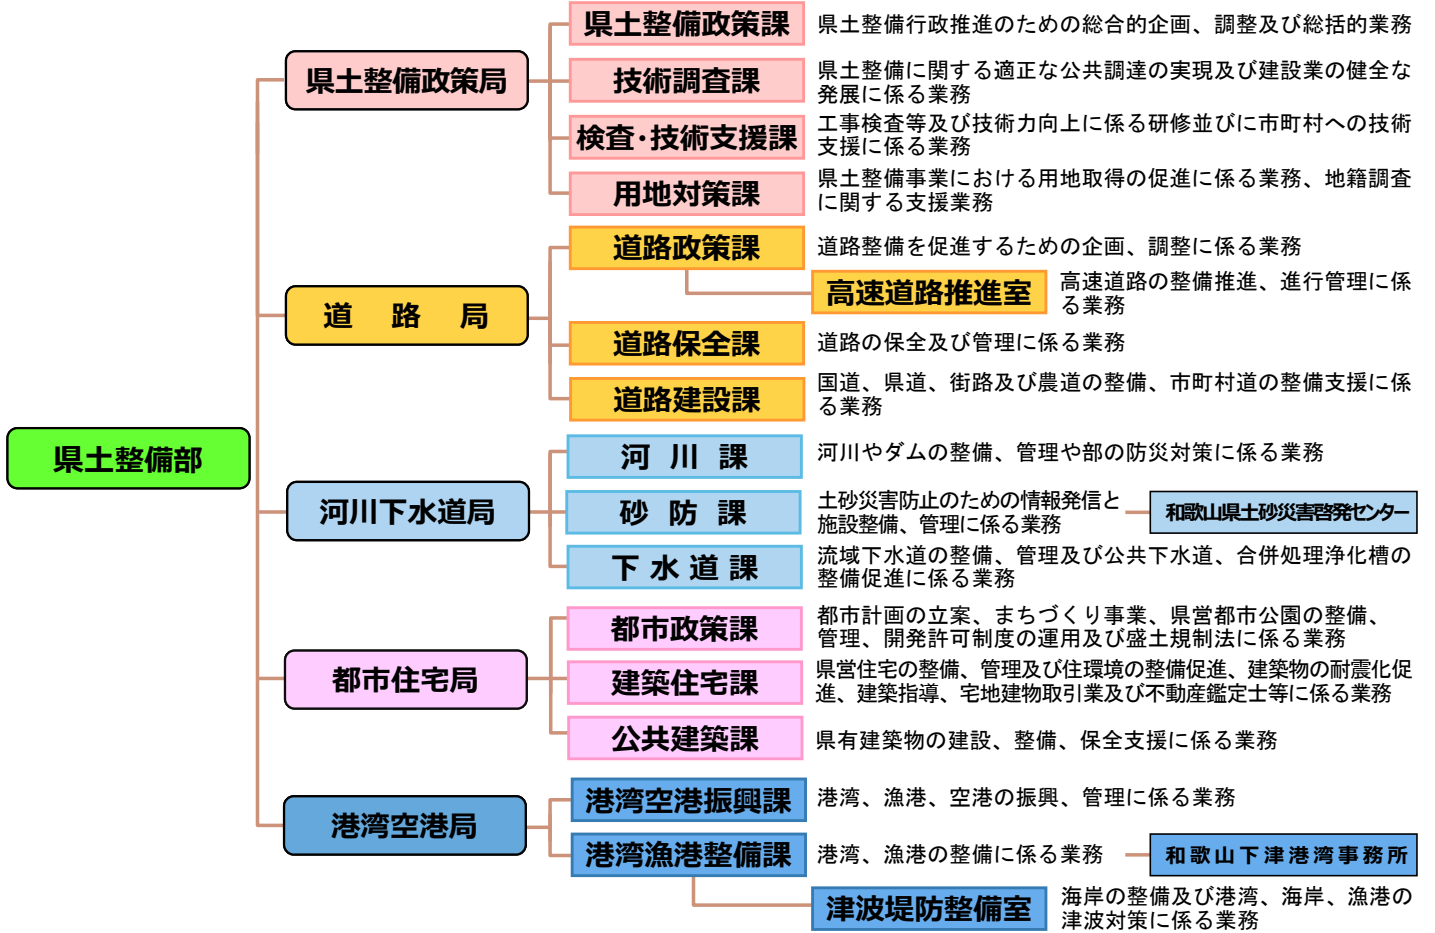 県土整備部
県土整備政策局
県土整備政策課
県土整備行政推進のための総合的企画、調整及び総括的業務
技術調査課
県土整備に関する適正な公共調達の実現及び建設業の健全な
発展に係る業務
検査・技術支援課
工事検査等及び技術力向上に係る研修並びに市町村への技術
支援に係る業務
用地対策課
県土整備事業における用地取得の促進に係る業務、地籍調査
に関する支援業務
道路局
道路政策課
道路整備を促進するための企画、調整に係る業務
高速道路推進室
高速道路の整備推進、進行管理に係
る業務
道路保全課
道路の保全及び管理に係る業務
道路建設課
国道、県道、街路及び農道の整備、市町村道の整備支援に係
る業務
河川下水道局
河川課
河川やダムの整備、管理や部の防災対策に係る業務
砂防課
土砂災害防止のための情報発信と
施設整備、管理に係る業務
和歌山県土砂災害啓発センター
下水道課
流域下水道の整備、管理及び公共下水道、合併処理浄化槽の
整備促進に係る業務
都市住宅局
都市政策課
都市計画の立案、まちづくり事業、県営都市公園の整備、
管理、開発許可制度の運用及び盛土規制法に係る業務
建築住宅課
県営住宅の整備、管理及び住環境の整備促進、建築物の耐震化促
進、建築指導、宅地建物取引業及び不動産鑑定士等に係る業務
公共建築課
県有建築物の建設、整備、保全支援に係る業務
港湾空港局
港湾空港振興課
港湾、漁港、空港の振興、管理に係る業務
港湾漁港整備課
港湾、漁港の整備に係る業務
和歌山下津港湾事務所
津波堤防整備室
海岸の整備及び港湾、海岸、漁港の
津波対策に係る業務